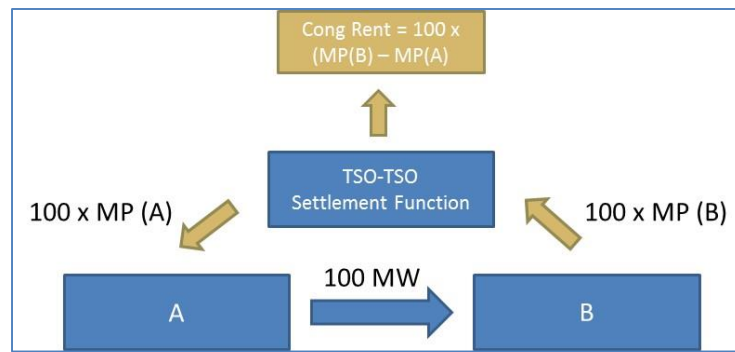 Cong Rent = 100 x
(MP(B) – MP(A)
TSO-TSO
Settlement Function
100 x MP (A)
100 x MP (B)
100 MW
A
B